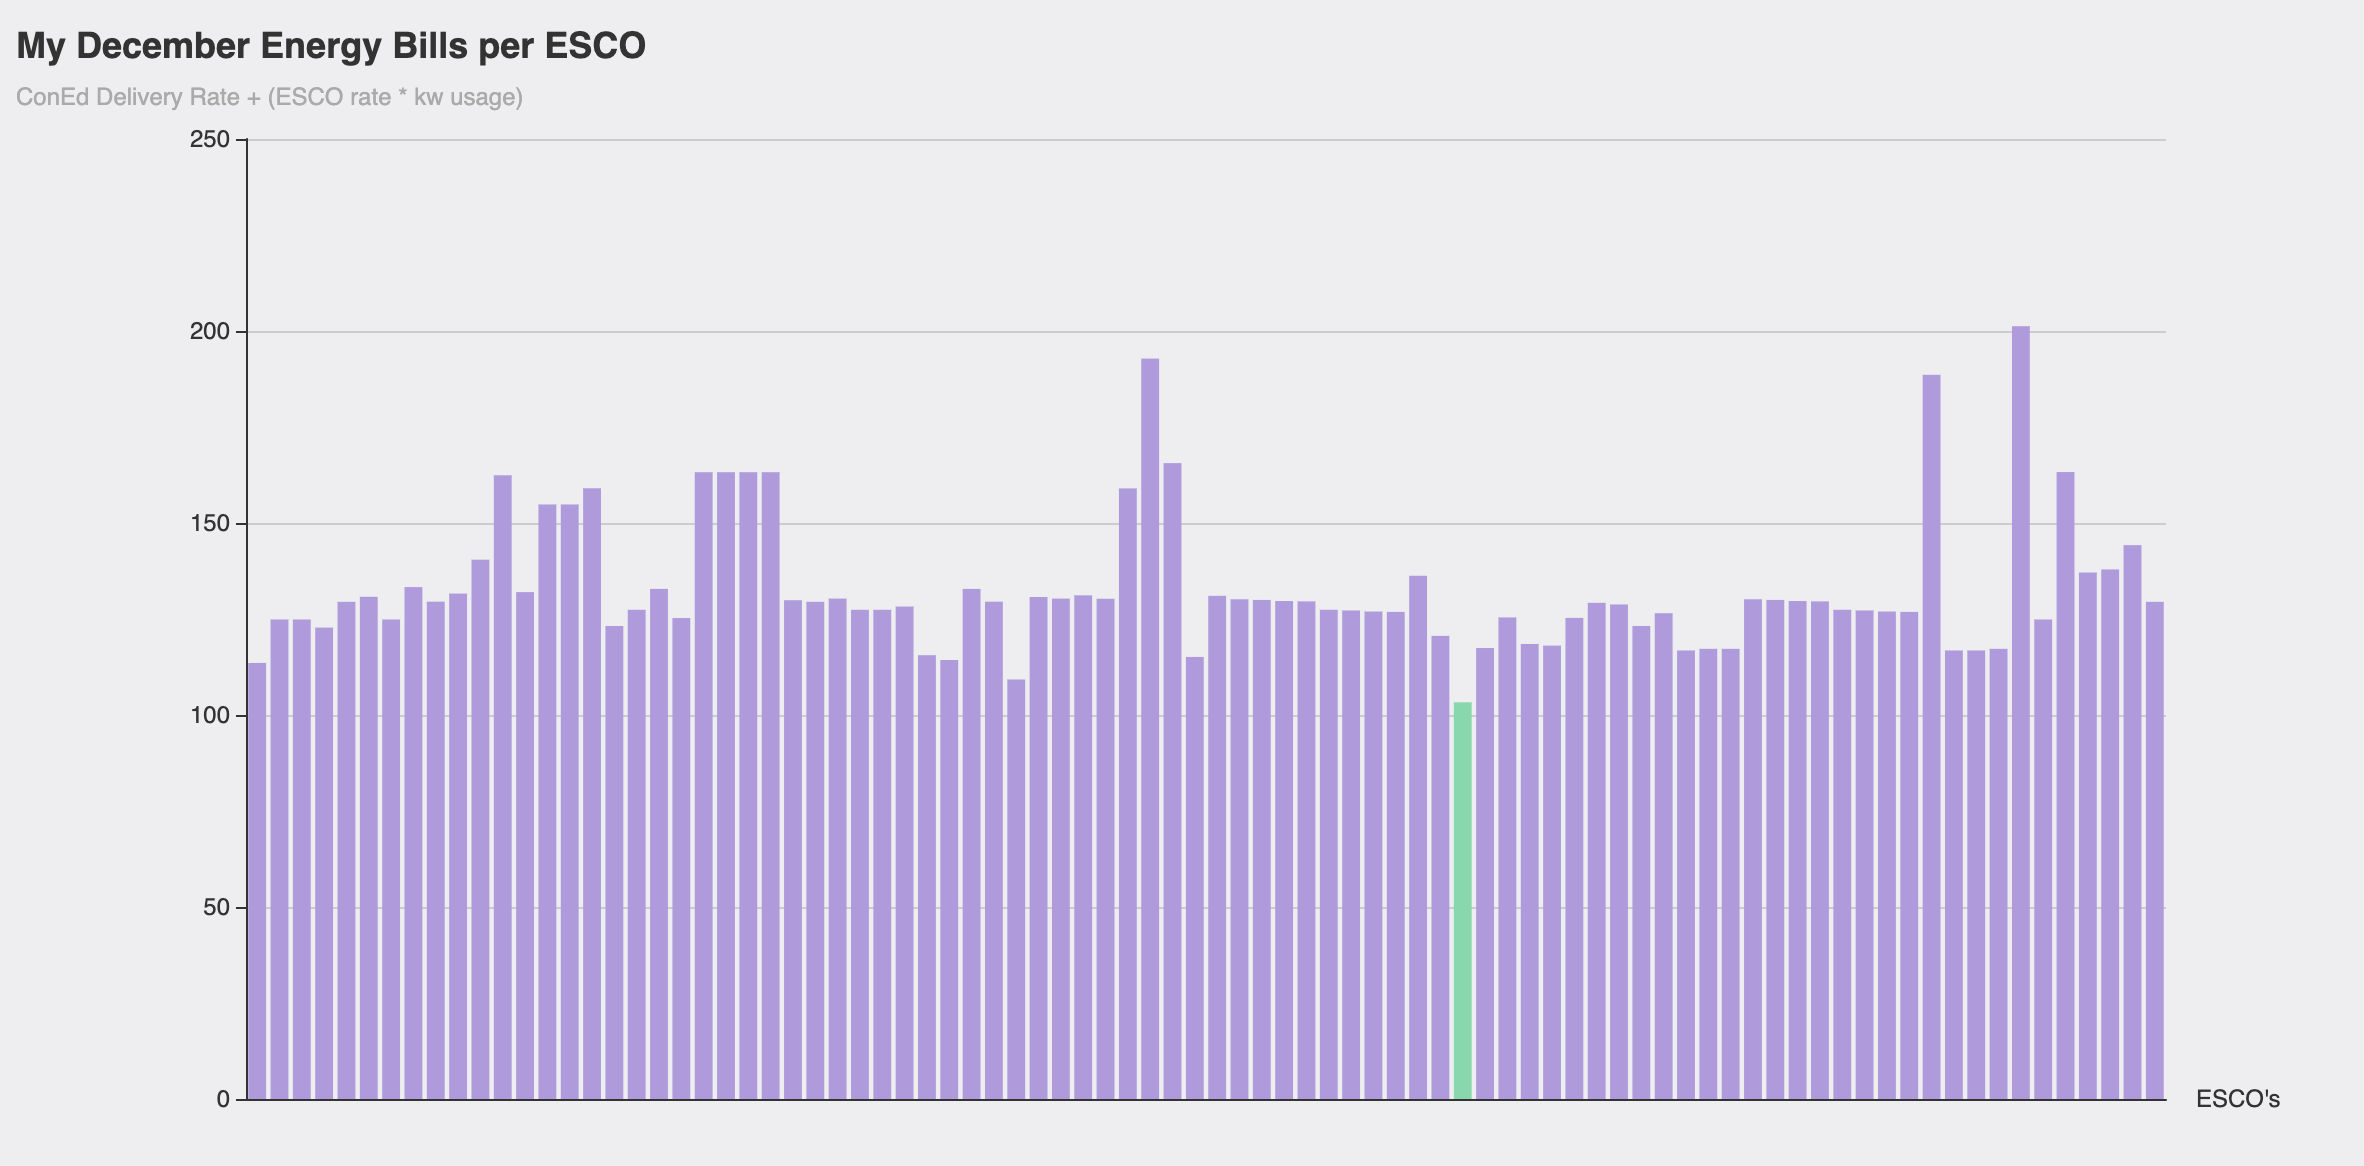 My December Energy Bills per ESCO
ConEd Delivery Rate + (ESCO rate * kw usage)
250
200
150
100
50
0
ESCO's